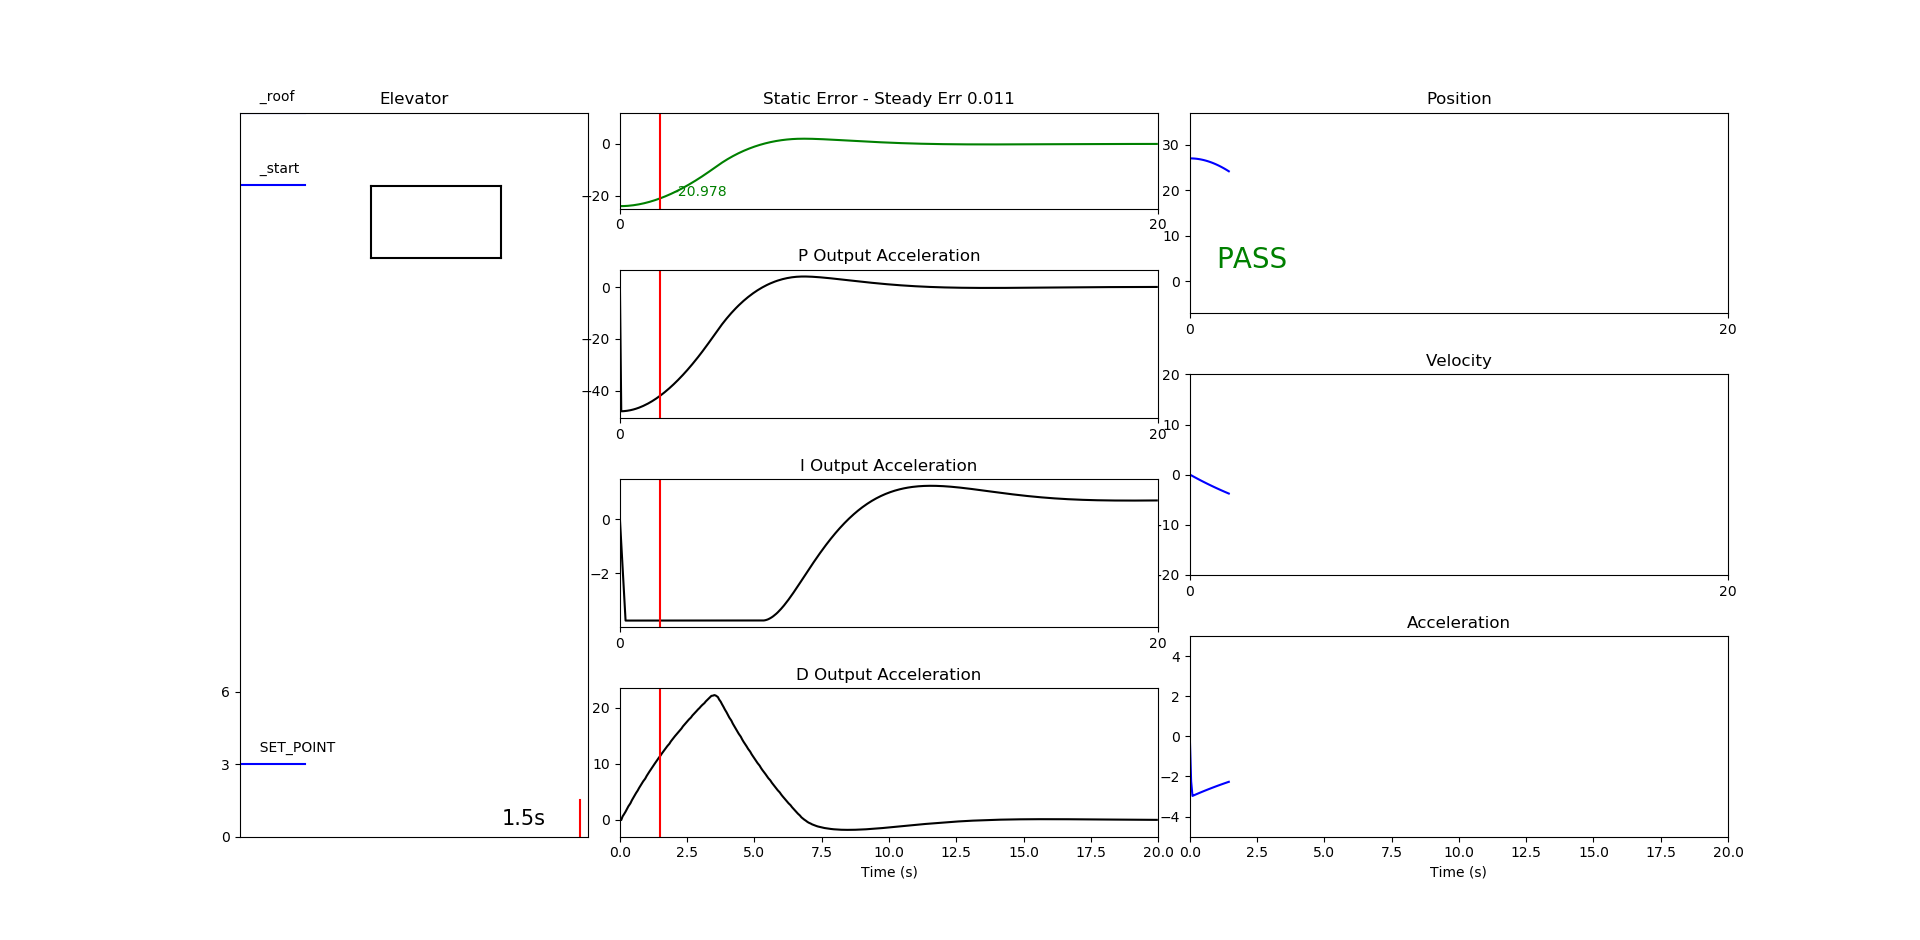 _roof
Elevator
_start
6
SET_POINT
3
0
1.5s
Static Error - Steady Err 0.011
0
−20
20.978
0
20
P Output Acceleration
0
−20
−40
0
20
I Output Acceleration
0
−2
0
20
D Output Acceleration
20
10
0
0.0 2.5 5.0 7.5 10.0 12.5 15.0 17.5 20.0
Time (s)
Position
30
20
10
0
PASS
0
20
Velocity
20
10
0
-10
-20
0
20
Acceleration
4
2
0
−2
−4
0.0 2.5 5.0 7.5 10.0 12.5 15.0 17.5 20.0
Time (s)